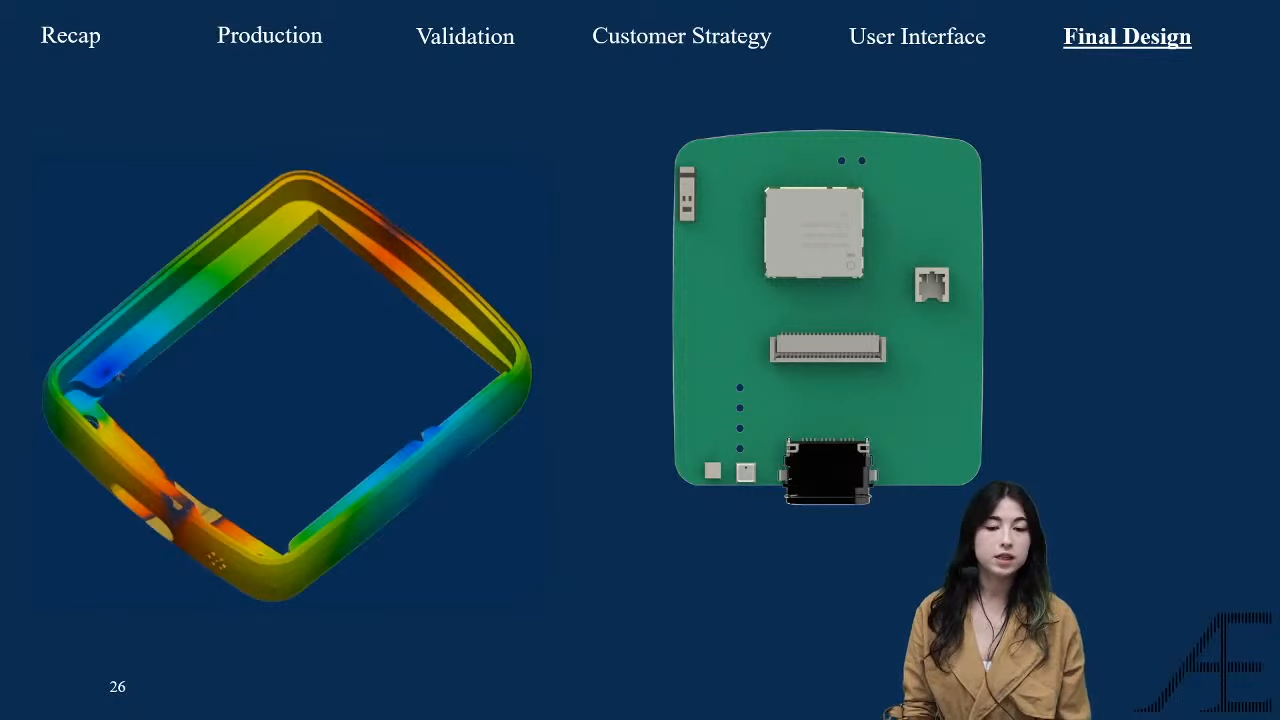 Recap
Production
Validation
Customer Strategy
User Interface
Final Design
26
Æ